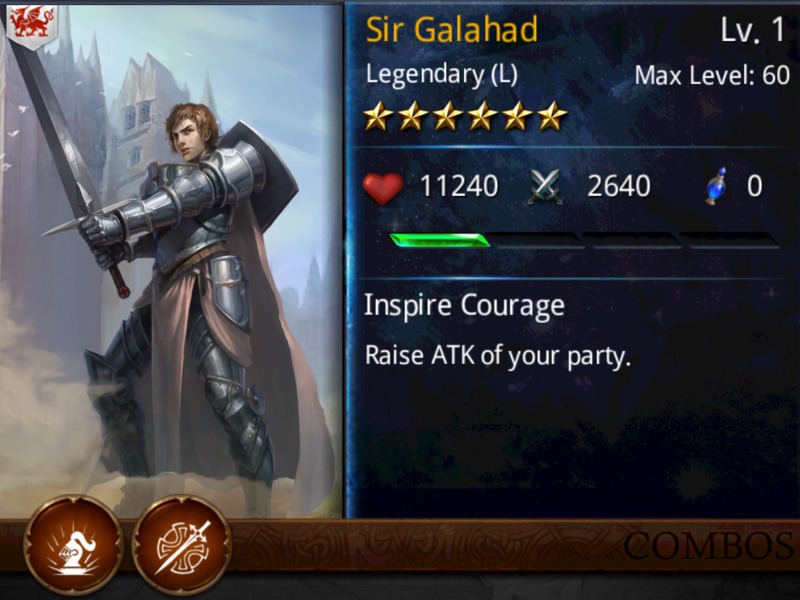 Sir Galahad
Lv. 1
Legendary (L)
Max Level: 60
11240
2640
0
Inspire Courage
Raise ATK of your party.
COMBOS